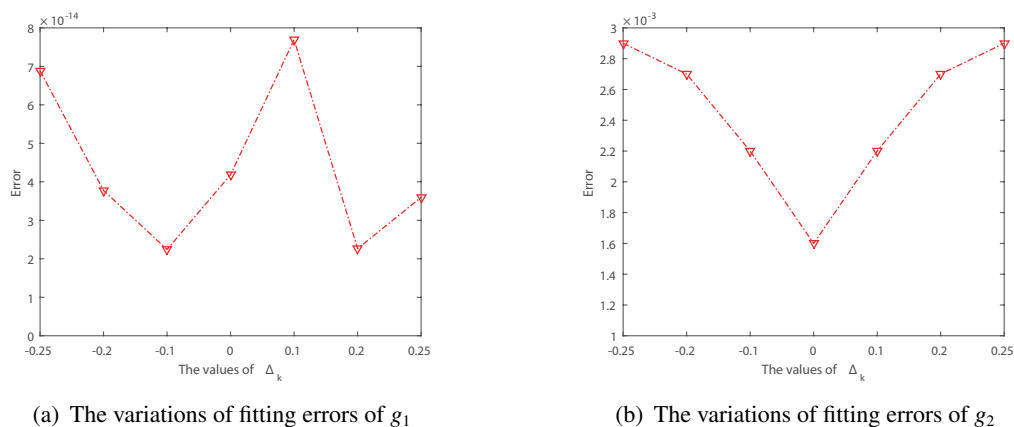 × 10⁻¹⁴
8
7
6
5
4
3
2
1
0
Error
-0.25 -0.2 -0.1 0 0.1 0.2 0.25
The values of Δₖ
(a) The variations of fitting errors of g₁
× 10⁻³
3
2.8
2.6
2.4
2.2
2
1.8
1.6
1.4
1.2
1
Error
-0.25 -0.2 -0.1 0 0.1 0.2 0.25
The values of Δₖ
(b) The variations of fitting errors of g₂